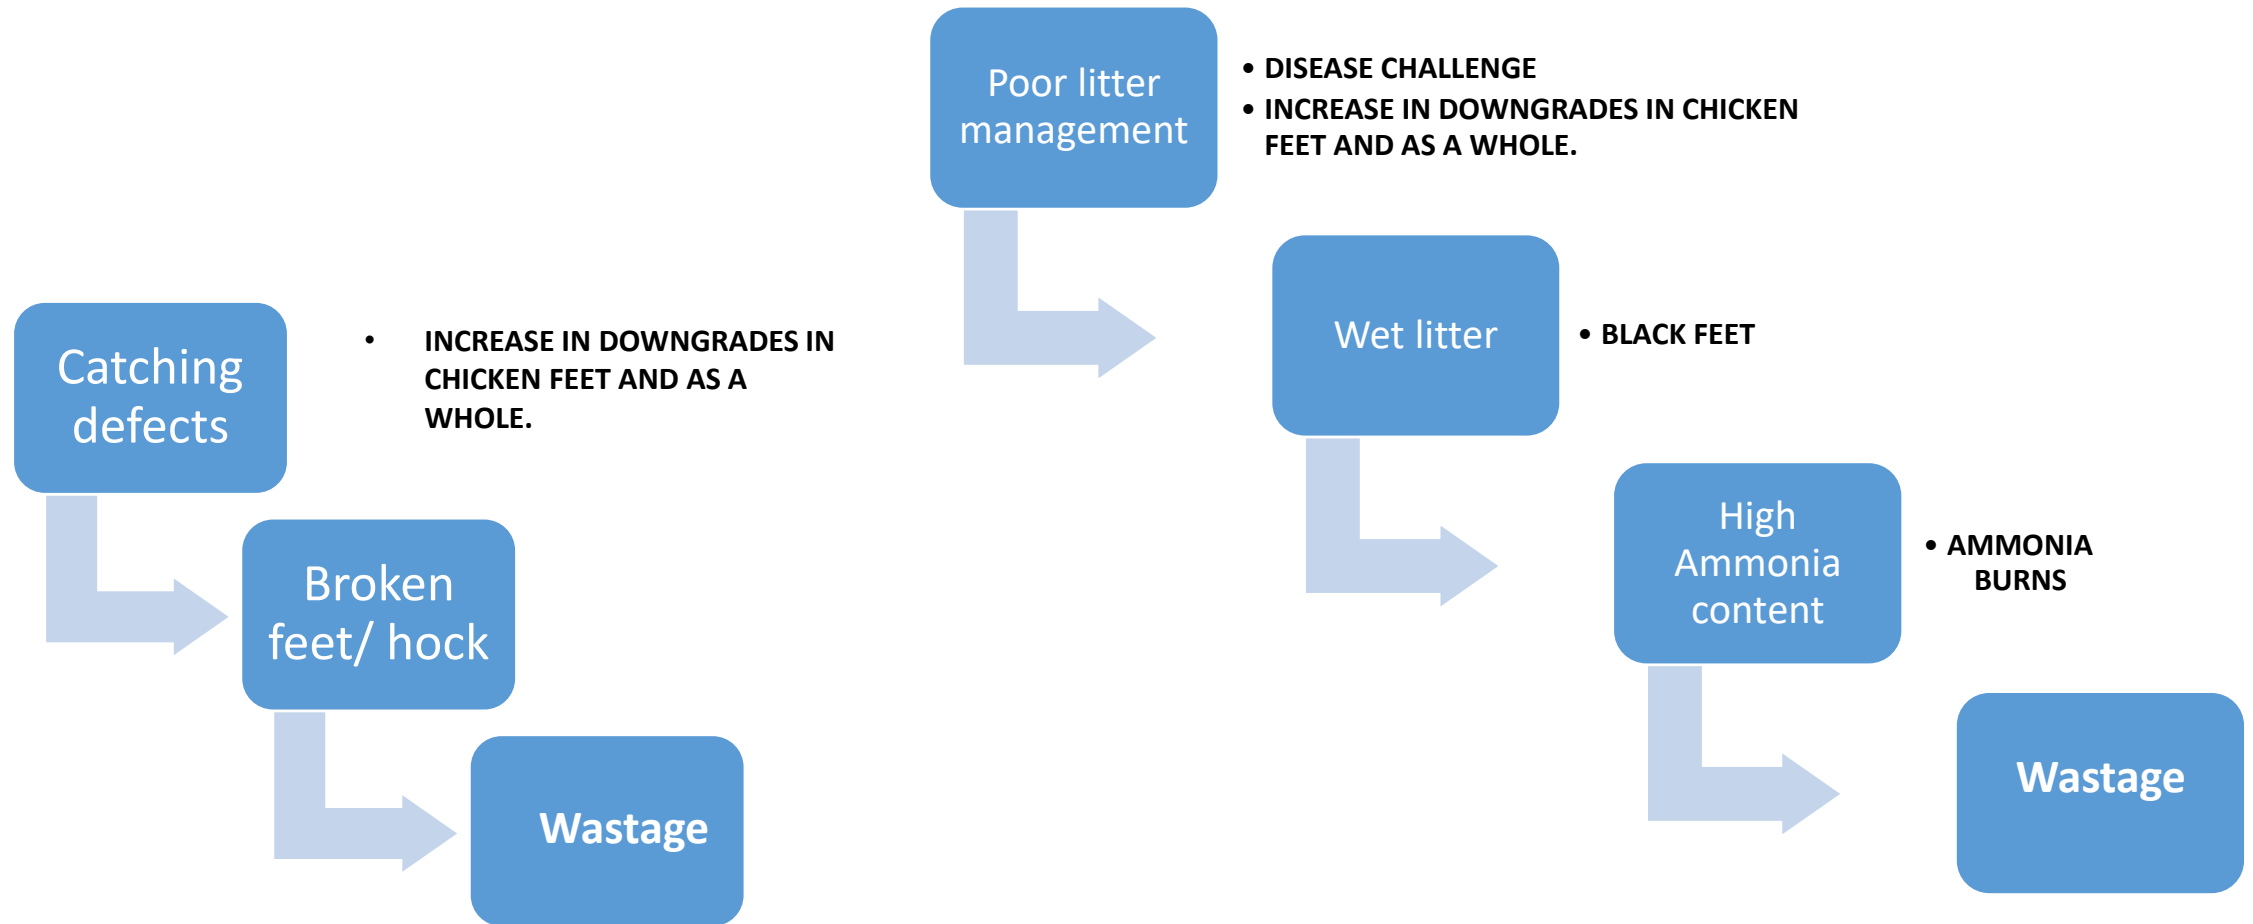 Poor litter
management
• DISEASE CHALLENGE
• INCREASE IN DOWNGRADES IN CHICKEN
FEET AND AS A WHOLE.
Wet litter
• BLACK FEET
High
Ammonia
content
• AMMONIA
BURNS
Wastage
Catching
defects
• INCREASE IN DOWNGRADES IN
CHICKEN FEET AND AS A
WHOLE.
Broken
feet/ hock
Wastage